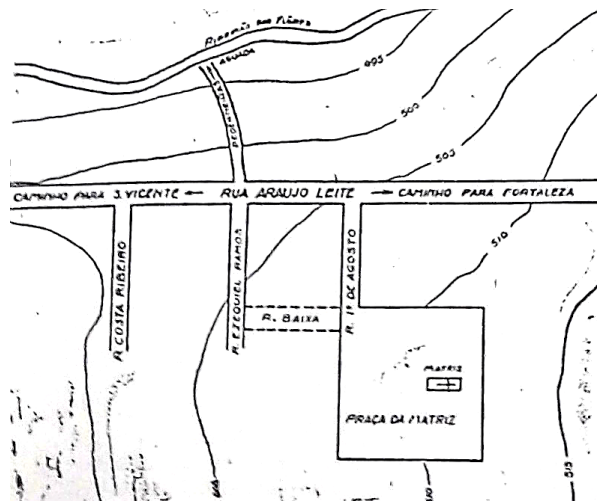 RIBEIRÃO DAS FLÔRES
AGUADA
495
500
505
CAMINHO PARA S. VICENTE ← RUA ARAUJO LEITE → CAMINHO PARA FORTALEZA
510
R. COSTA RIBEIRO
R. EZEQUIEL RAMOS
R. 1º DE AGOSTO
R. BAIXA
MATRIZ
PRAÇA DA MATRIZ
515